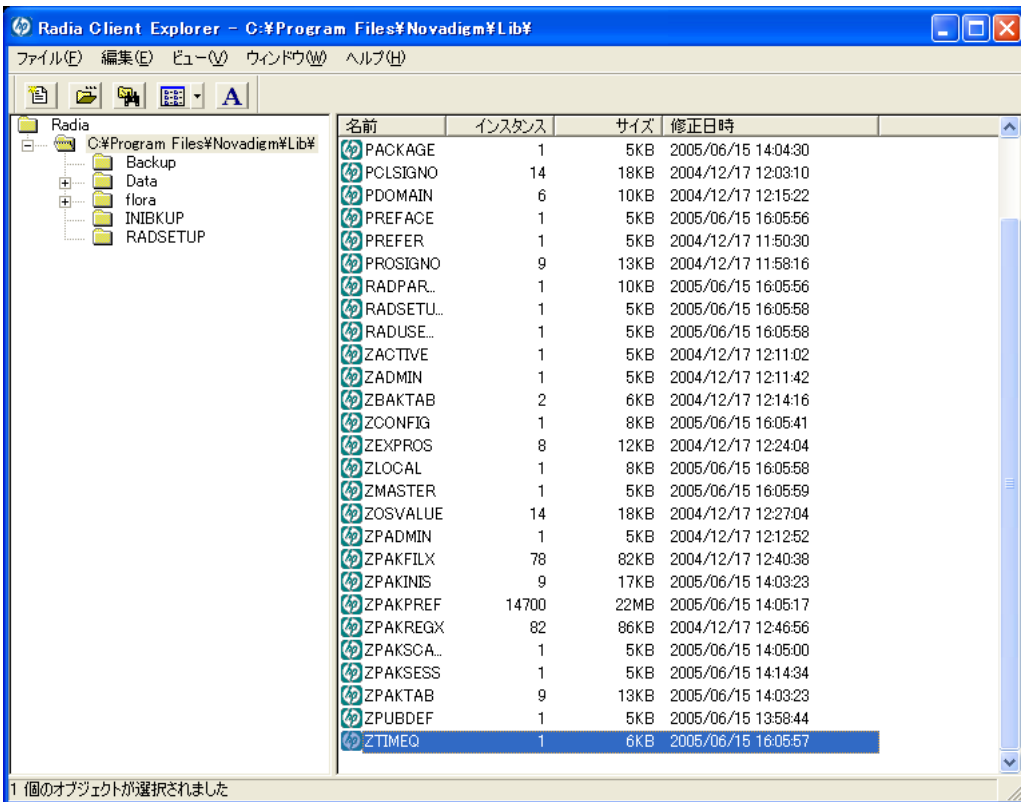 Radia Client Explorer - C:¥Program Files¥Novadigm¥Lib¥
ファイル(F) 編集(E) ビュー(V) ウィンドウ(W) ヘルプ(H)
A
Radia
C:¥Program Files¥Novadigm¥Lib¥
Backup
Data
flora
INIBKUP
RADSETUP
名前 インスタンス サイズ 修正日時
PACKAGE 1 5KB 2005/06/15 14:04:30
PCLSIGNO 14 18KB 2004/12/17 12:03:10
PDOMAIN 6 10KB 2004/12/17 12:15:22
PREFACE 1 5KB 2005/06/15 16:05:56
PREFER 1 5KB 2004/12/17 11:50:30
PROSIGNO 9 13KB 2004/12/17 11:58:16
RADPAR... 1 10KB 2005/06/15 16:05:56
RADSETU... 1 5KB 2005/06/15 16:05:58
RADUSE... 1 5KB 2005/06/15 16:05:58
ZACTIVE 1 5KB 2004/12/17 12:11:02
ZADMIN 1 5KB 2004/12/17 12:11:42
ZBAKTAB 2 6KB 2004/12/17 12:14:16
ZCONFIG 1 8KB 2005/06/15 16:05:41
ZEXPROS 8 12KB 2004/12/17 12:24:04
ZLOCAL 1 8KB 2005/06/15 16:05:58
ZMASTER 1 5KB 2005/06/15 16:05:59
ZOSVALUE 14 18KB 2004/12/17 12:27:04
ZPADMIN 1 5KB 2004/12/17 12:12:52
ZPAKFILX 78 82KB 2004/12/17 12:40:38
ZPAKINIS 9 17KB 2005/06/15 14:03:23
ZPAKPREF 14700 22MB 2005/06/15 14:05:17
ZPAKREGX 82 86KB 2004/12/17 12:46:56
ZPAKSCA... 1 5KB 2005/06/15 14:05:00
ZPAKSESS 1 5KB 2005/06/15 14:14:34
ZPAKTAB 9 13KB 2005/06/15 14:03:23
ZPUBDEF 1 5KB 2005/06/15 13:58:44
ZTIMEQ 1 6KB 2005/06/15 16:05:57
1 個のオブジェクトが選択されました